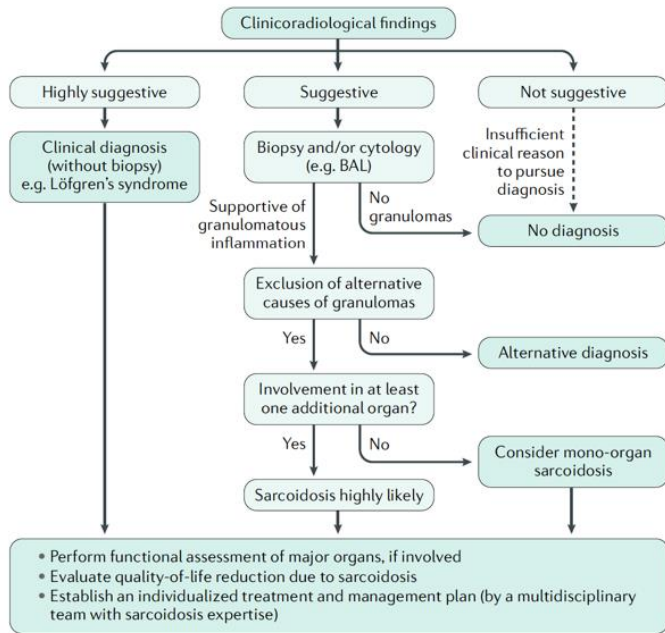 Clinicoradiological findings
Highly suggestive
Suggestive
Not suggestive
Clinical diagnosis
(without biopsy)
e.g. Löfgren's syndrome
Biopsy and/or cytology
(e.g. BAL)
Insufficient
clinical reason
to pursue
diagnosis
Supportive of
granulomatous
inflammation
No
granulomas
No diagnosis
Exclusion of alternative
causes of granulomas
Yes
No
Alternative diagnosis
Involvement in at least
one additional organ?
Yes
No
Consider mono-organ
sarcoidosis
Sarcoidosis highly likely
• Perform functional assessment of major organs, if involved
• Evaluate quality-of-life reduction due to sarcoidosis
• Establish an individualized treatment and management plan (by a multidisciplinary
team with sarcoidosis expertise)